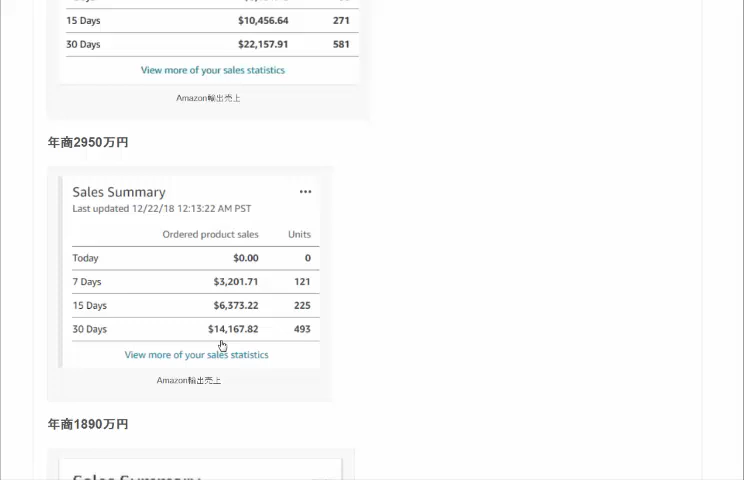 15 Days $10,456.64 271
30 Days $22,157.91 581
View more of your sales statistics
Amazon輸出売上
年商2950万円
Sales Summary
Last updated 12/22/18 12:13:22 AM PST
Ordered product sales Units
Today $0.00 0
7 Days $3,201.71 121
15 Days $6,373.22 225
30 Days $14,167.82 493
View more of your sales statistics
Amazon輸出売上
年商1890万円
Sales Summary